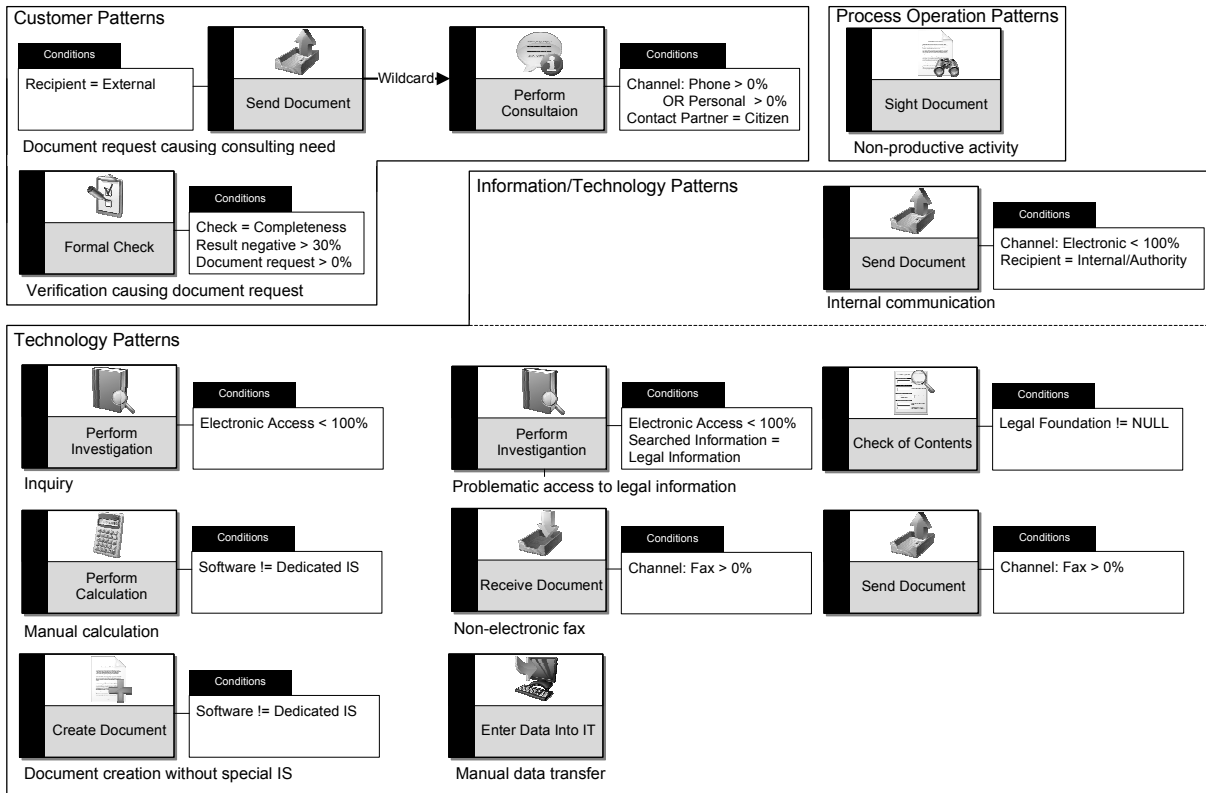 Customer Patterns
Conditions
Recipient = External
Send Document
Wildcard
Perform
Consultaion
Conditions
Channel: Phone > 0%
OR Personal > 0%
Contact Partner = Citizen
Document request causing consulting need
Formal Check
Conditions
Check = Completeness
Result negative > 30%
Document request > 0%
Verification causing document request
Process Operation Patterns
Sight Document
Non-productive activity
Information/Technology Patterns
Send Document
Conditions
Channel: Electronic < 100%
Recipient = Internal/Authority
Internal communication
Technology Patterns
Perform
Investigation
Conditions
Electronic Access < 100%
Inquiry
Perform
Investigantion
Conditions
Electronic Access < 100%
Searched Information =
Legal Information
Problematic access to legal information
Check of Contents
Conditions
Legal Foundation != NULL
Perform
Calculation
Conditions
Software != Dedicated IS
Manual calculation
Receive Document
Conditions
Channel: Fax > 0%
Non-electronic fax
Send Document
Conditions
Channel: Fax > 0%
Create Document
Conditions
Software != Dedicated IS
Document creation without special IS
Enter Data Into IT
Manual data transfer